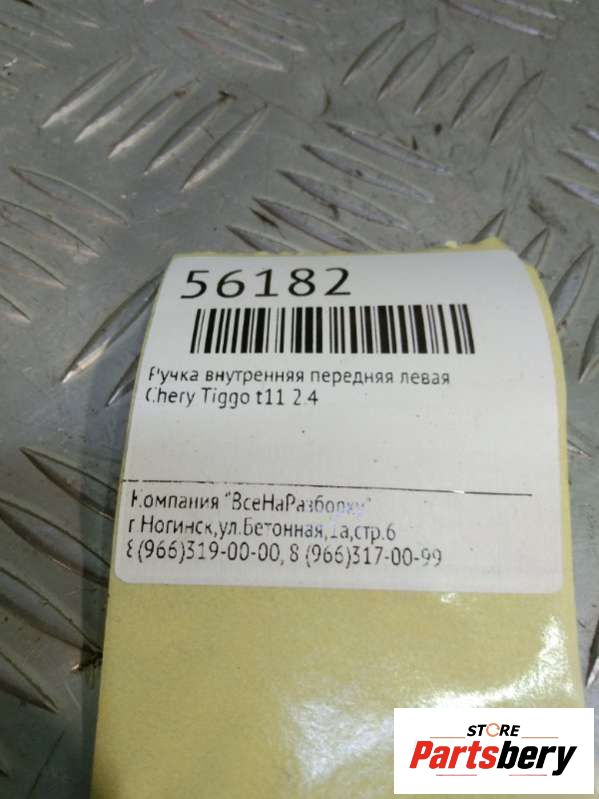 56182
Ручка внутренняя передняя левая
Chery Tiggo t11 2.4
Компания "ВсеНаРазборку"
г.Ногинск,ул.Бетонная,1а,стр.6
8 (966)319-00-00, 8 (966)317-00-99
STORE
Partsbery